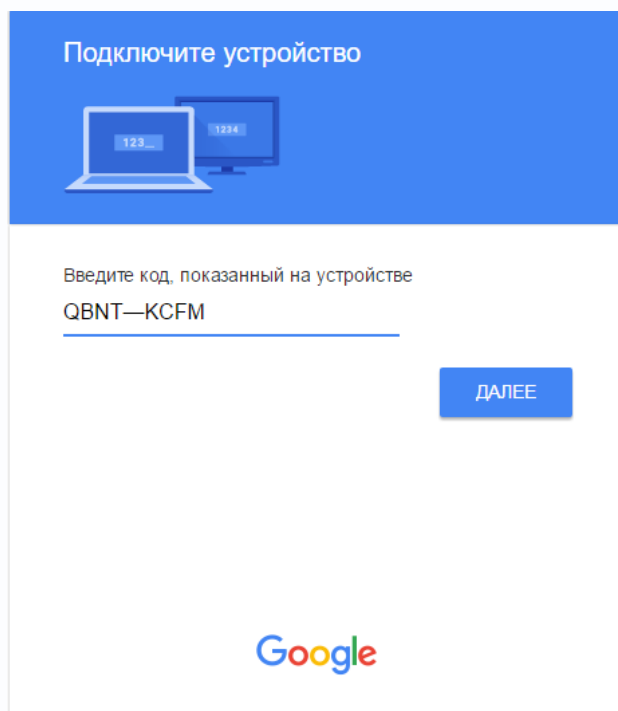 Подключите устройство
123_
1234
Введите код, показанный на устройстве
QBNT—KCFM
ДАЛЕЕ
Google